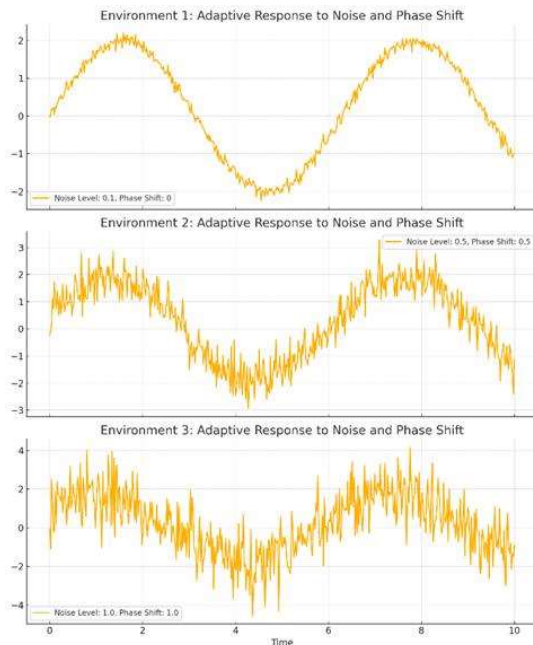 Environment 1: Adaptive Response to Noise and Phase Shift
2
1
0
−1
−2
Noise Level: 0.1, Phase Shift: 0
Environment 2: Adaptive Response to Noise and Phase Shift
3
2
1
0
−1
−2
−3
Noise Level: 0.5, Phase Shift: 0.5
Environment 3: Adaptive Response to Noise and Phase Shift
4
2
0
−2
−4
Noise Level: 1.0, Phase Shift: 1.0
0 2 4 6 8 10
Time